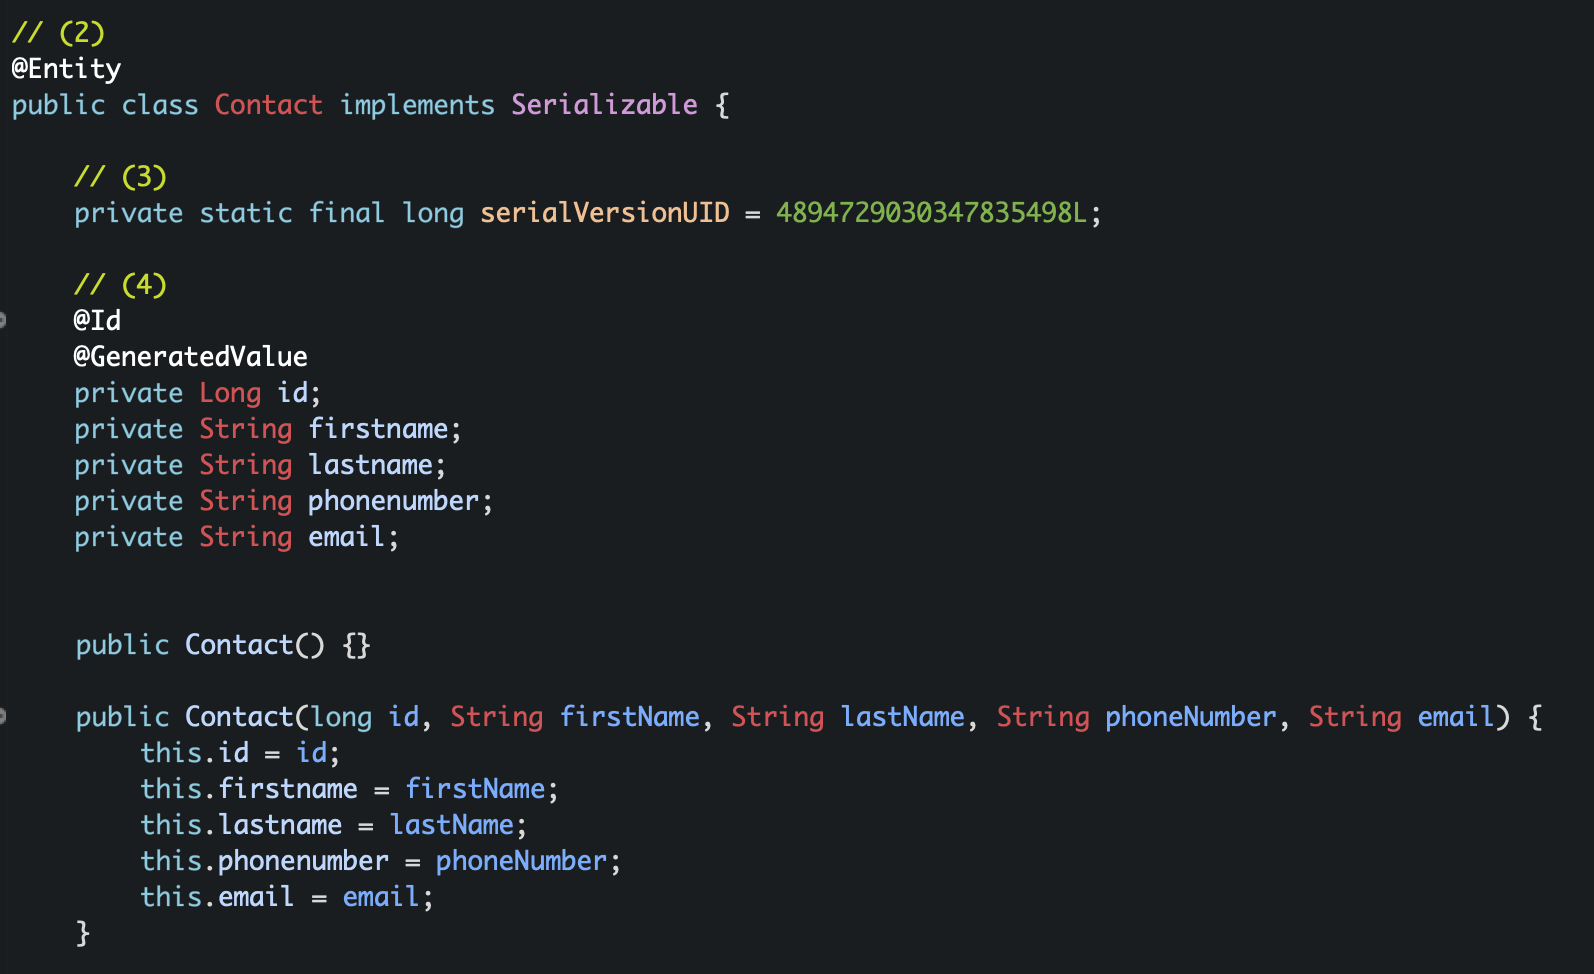 // (2)
@Entity
public class Contact implements Serializable {
// (3)
private static final long serialVersionUID = 4894729030347835498L;
// (4)
@Id
@GeneratedValue
private Long id;
private String firstname;
private String lastname;
private String phonenumber;
private String email;
public Contact() {}
public Contact(long id, String firstName, String lastName, String phoneNumber, String email) {
this.id = id;
this.firstname = firstName;
this.lastname = lastName;
this.phonenumber = phoneNumber;
this.email = email;
}